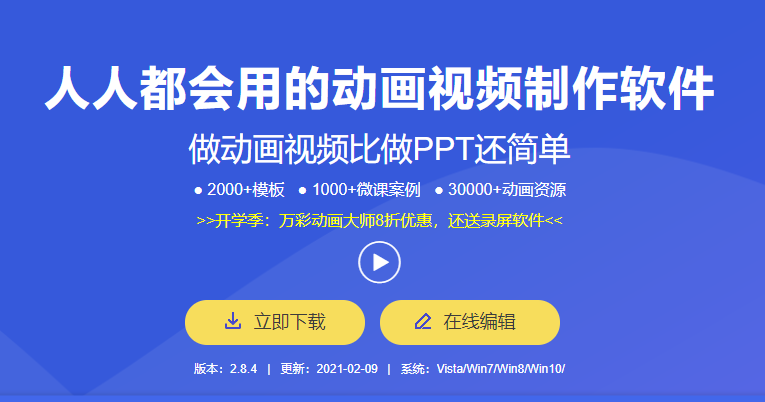 人人都会用的动画视频制作软件
做动画视频比做PPT还简单
● 2000+模板 ● 1000+微课案例 ● 30000+动画资源
>>开学季：万彩动画大师8折优惠，还送录屏软件<<
立即下载 在线编辑
版本：2.8.4 | 更新：2021-02-09 | 系统：Vista/Win7/Win8/Win10/